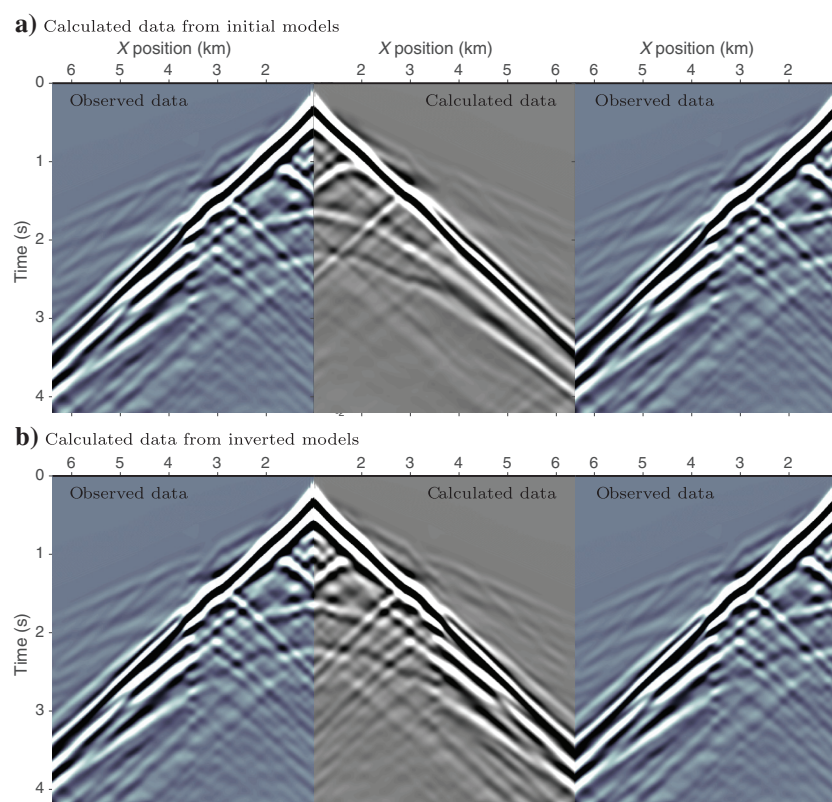 a) Calculated data from initial models
X position (km) X position (km) X position (km)
6 5 4 3 2 2 3 4 5 6 6 5 4 3 2
Observed data Calculated data Observed data
0
1
2
3
4
Time (s)
b) Calculated data from inverted models
6 5 4 3 2 2 3 4 5 6 6 5 4 3 2
Observed data Calculated data Observed data
0
1
2
3
4
Time (s)